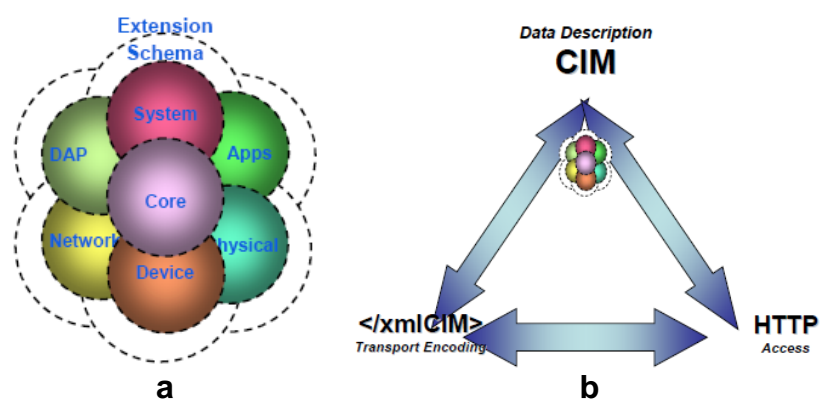 Extension
Schema
System
DAP
Apps
Core
Network
hysical
Device
a
Data Description
CIM
</xmlCIM>
Transport Encoding
HTTP
Access
b